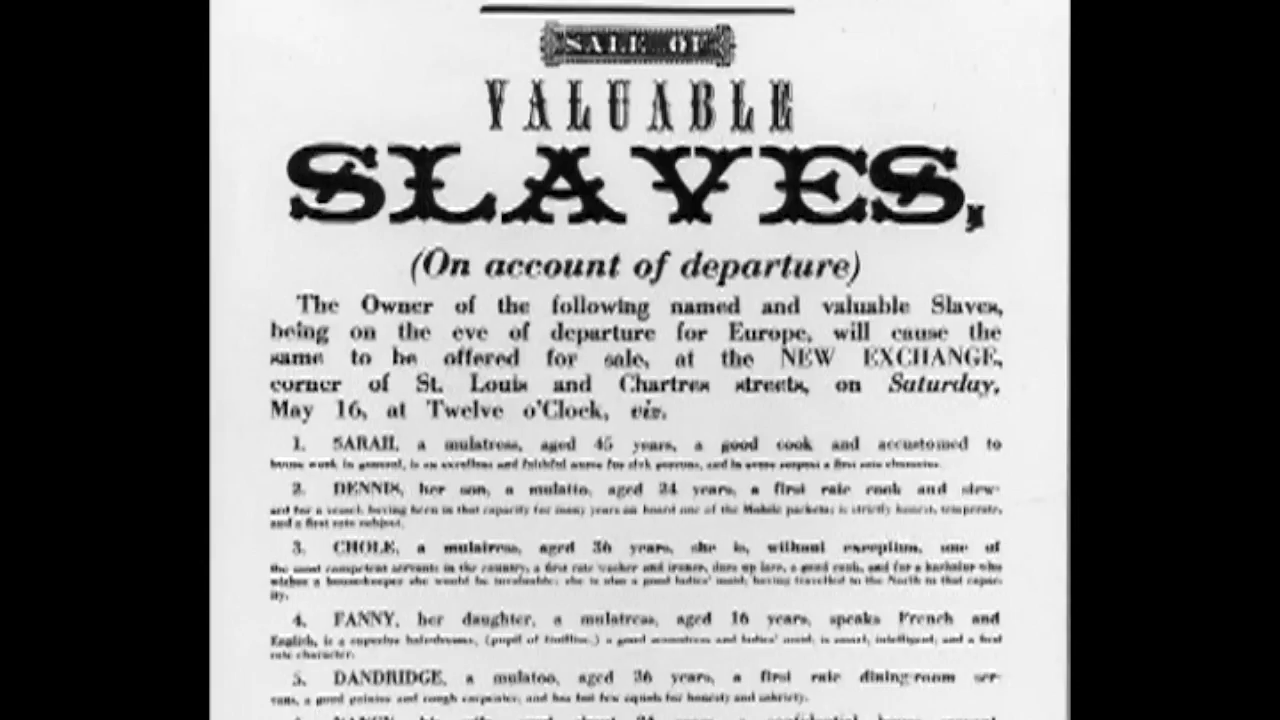 SALE OF
VALUABLE
SLAVES,
(On account of departure)
The Owner of the following named and valuable Slaves,
being on the eve of departure for Europe, will cause the
same to be offered for sale, at the NEW EXCHANGE,
corner of St. Louis and Chartres streets, on Saturday,
May 16, at Twelve o'Clock, viz.
1. SARAH, a mulatress, aged 45 years, a good cook and accustomed to
house work in general, is an excellent and faithful nurse for sick persons, and in every respect a first rate character.
2. DENNIS, her son, a mulatto, aged 24 years, a first rate cook and stew-
ard for a vessel, having been in that capacity for many years on board one of the Mobile packets; is strictly honest, temperate,
and a first rate subject.
3. CHOLE, a mulatress, aged 36 years, she is, without exception, one of
the most competent servants in the country, a first rate washer and ironer, does up lace, a good cook, and for a bachelor who
wishes a housekeeper she would be invaluable; she is also a good ladies' maid, having travelled to the North in that capac-
ity.
4. FANNY, her daughter, a mulatress, aged 16 years, speaks French and
English, is a superior hairdresser, (pupil of Guilliac,) a good seamstress and ladies' maid, is smart, intelligent, and a first
rate character.
5. DANDRIDGE, a mulatoo, aged 26 years, a first rate dining-room ser-
vant, a good painter and rough carpenter, and has but few equals for honesty and sobriety.
NANCY, his wife, aged about 24 years, a confidential house servant,